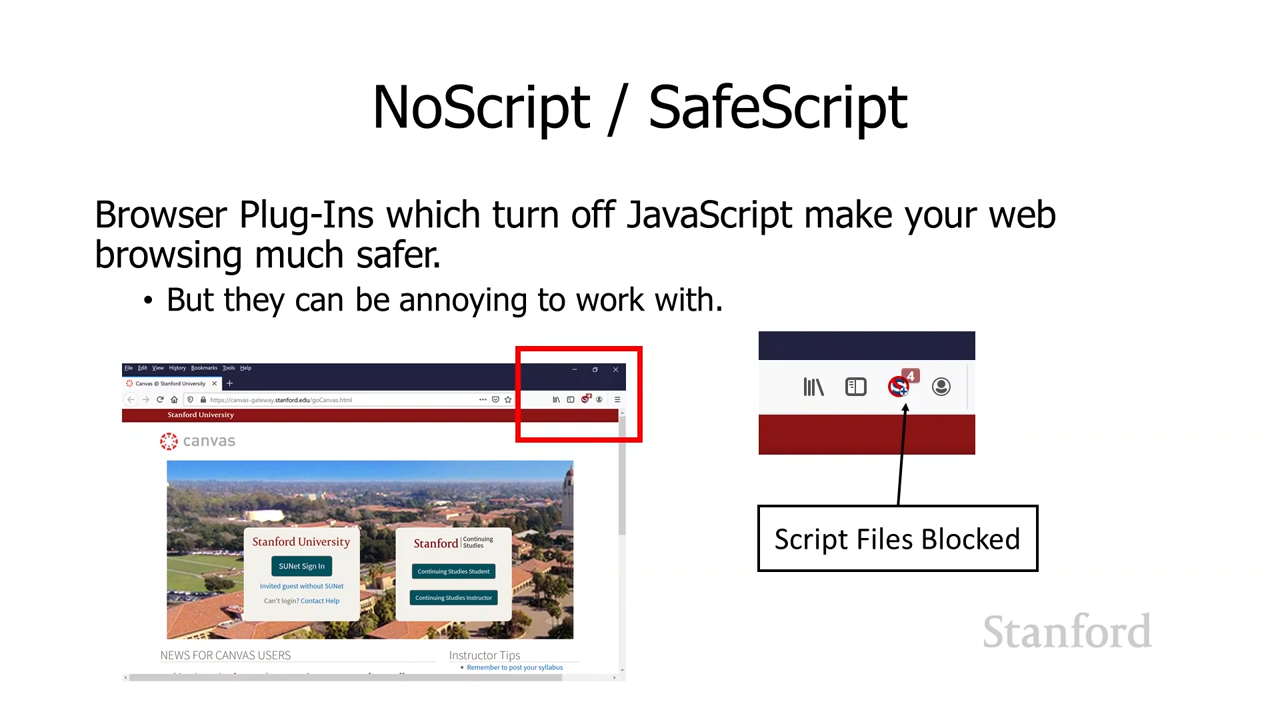 NoScript / SafeScript
Browser Plug-Ins which turn off JavaScript make your web
browsing much safer.
• But they can be annoying to work with.
File Edit View History Bookmarks Tools Help
Canvas @ Stanford University
https://canvas-gateway.stanford.edu/goCanvas.html
Stanford University
canvas
Stanford University
SUNet Sign In
Invited guest without SUNet
Can't login? Contact Help
Stanford Continuing
Studies
Continuing Studies Student
Continuing Studies Instructor
NEWS FOR CANVAS USERS
Instructor Tips
• Remember to post your syllabus
4
Script Files Blocked
Stanford